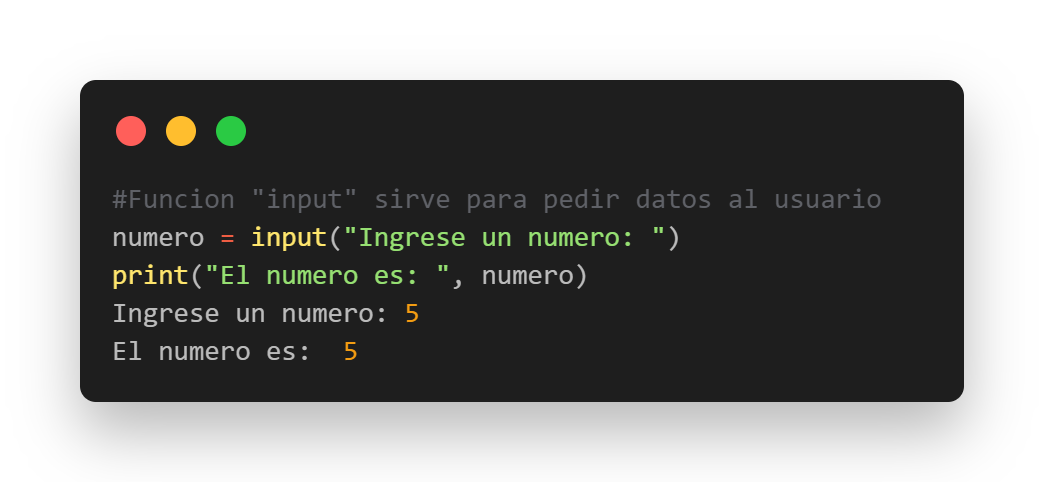 #Funcion "input" sirve para pedir datos al usuario
numero = input("Ingrese un numero: ")
print("El numero es: ", numero)
Ingrese un numero: 5
El numero es:  5